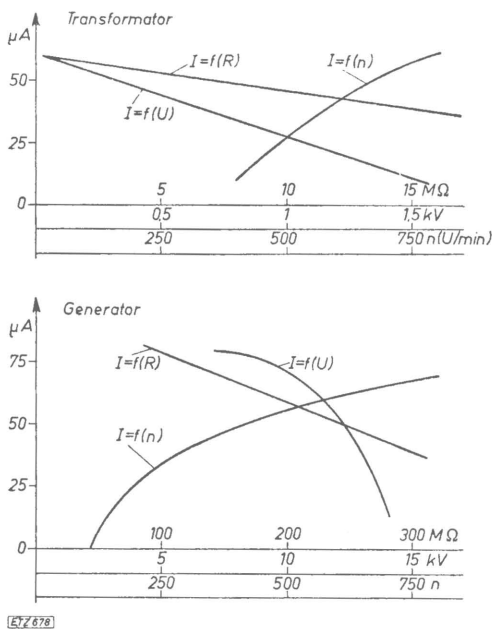 Transformator
µA
I=f(R)
I=f(n)
50
I=f(U)
25
5 10 15 MΩ
0
0,5 1 1,5 kV
250 500 750 n(U/min)
Generator
µA
75
I=f(R)
I=f(U)
50
I=f(n)
25
100 200 300 MΩ
0
5 10 15 kV
250 500 750 n
ETZ 678